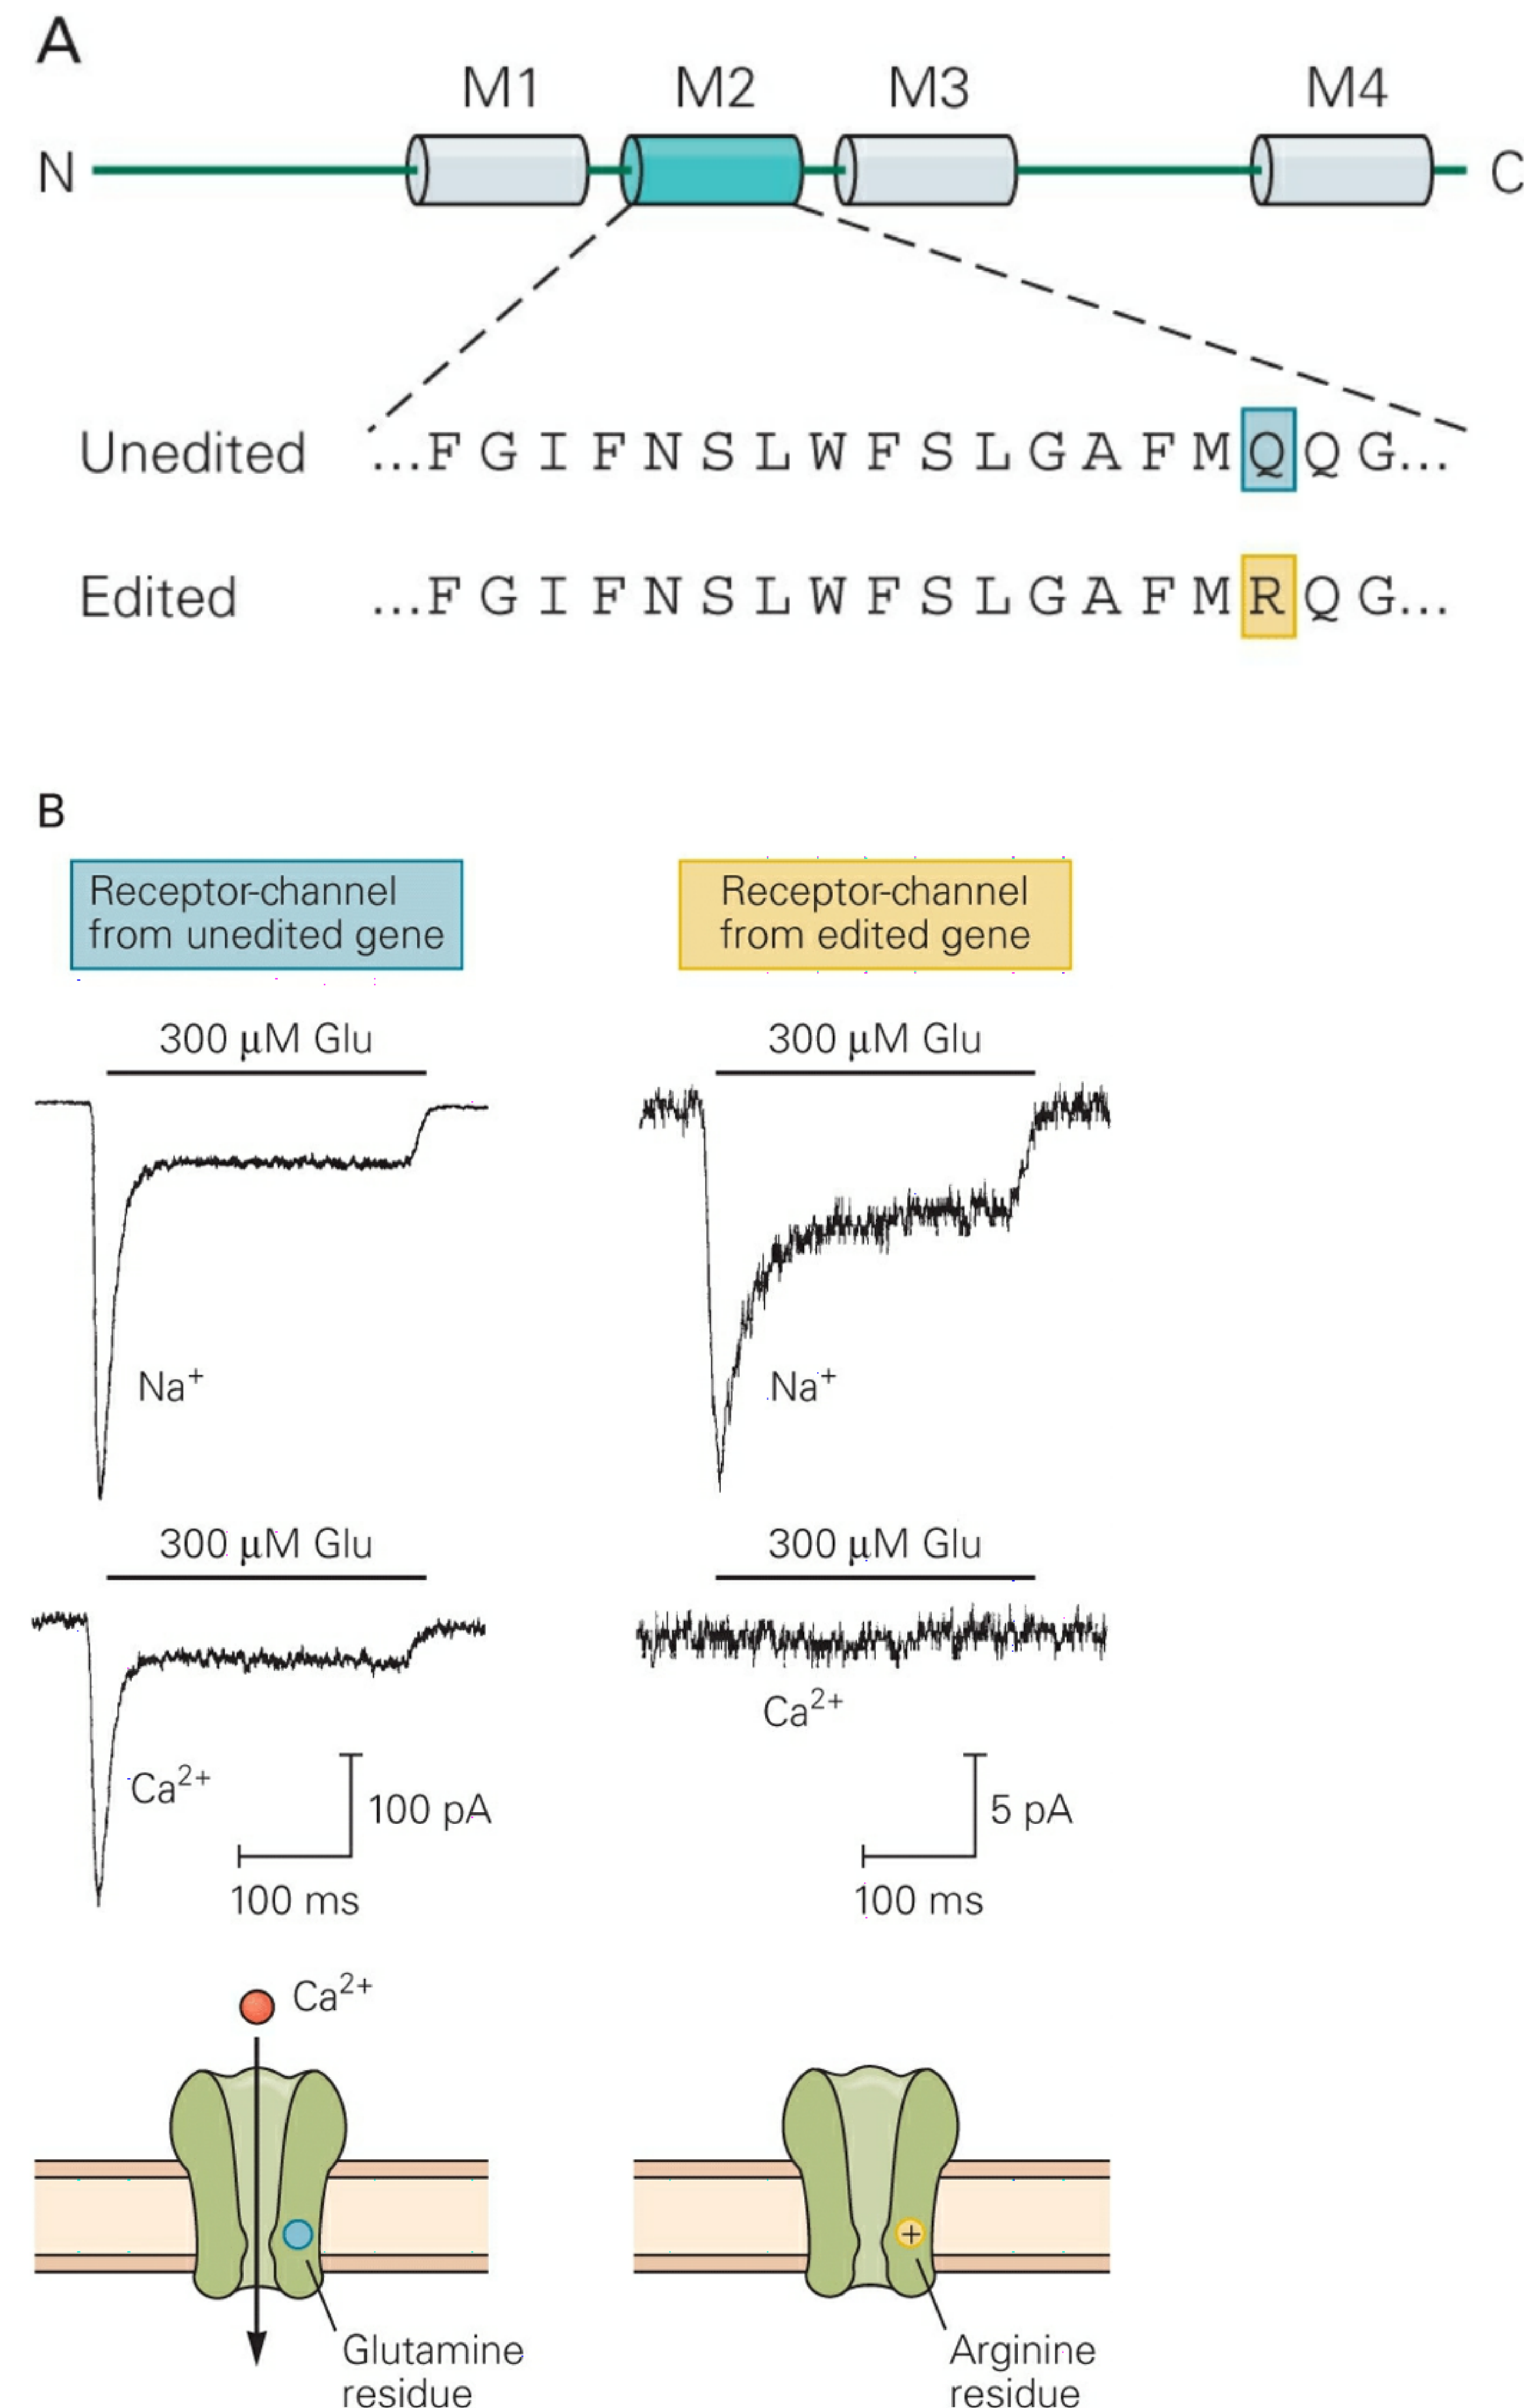 A
M1 M2 M3 M4
N C
Unedited ...F G I F N S L W F S L G A F M Q Q G...
Edited ...F G I F N S L W F S L G A F M R Q G...
B
Receptor-channel
from unedited gene
Receptor-channel
from edited gene
300 µM Glu
300 µM Glu
Na⁺
Na⁺
300 µM Glu
300 µM Glu
Ca²⁺
Ca²⁺
100 pA
100 ms
5 pA
100 ms
Ca²⁺
+
Glutamine
residue
Arginine
residue